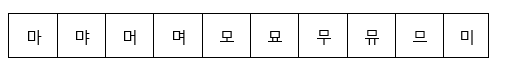 마 먀 머 며 모 묘 무 뮤 므 미